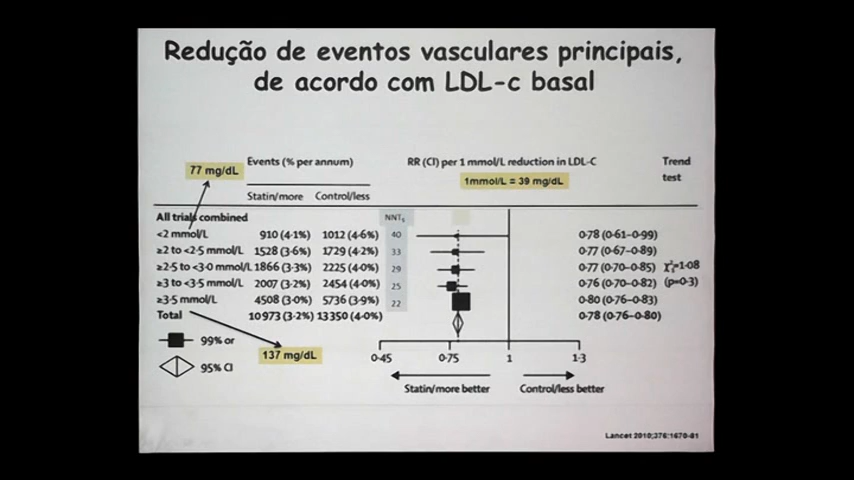 Redução de eventos vasculares principais,
de acordo com LDL-c basal
77 mg/dL
Events (% per annum)
RR (CI) per 1 mmol/L reduction in LDL-C
Trend
test
1mmol/L = 39 mg/dL
Statin/more Control/less
All trials combined NNT₅
<2 mmol/L 910 (4·1%) 1012 (4·6%) 40 0·78 (0·61–0·99)
≥2 to <2·5 mmol/L 1528 (3·6%) 1729 (4·2%) 33 0·77 (0·67–0·89)
≥2·5 to <3·0 mmol/L 1866 (3·3%) 2225 (4·0%) 29 0·77 (0·70–0·85) χ²₁=1·08
≥3 to <3·5 mmol/L 2007 (3·2%) 2454 (4·0%) 25 0·76 (0·70–0·82) (p=0·3)
≥3·5 mmol/L 4508 (3·0%) 5736 (3·9%) 22 0·80 (0·76–0·83)
Total 10 973 (3·2%) 13 350 (4·0%) 0·78 (0·76–0·80)
99% or
137 mg/dL
95% CI
0·45 0·75 1 1·3
Statin/more better Control/less better
Lancet 2010;376:1670-81